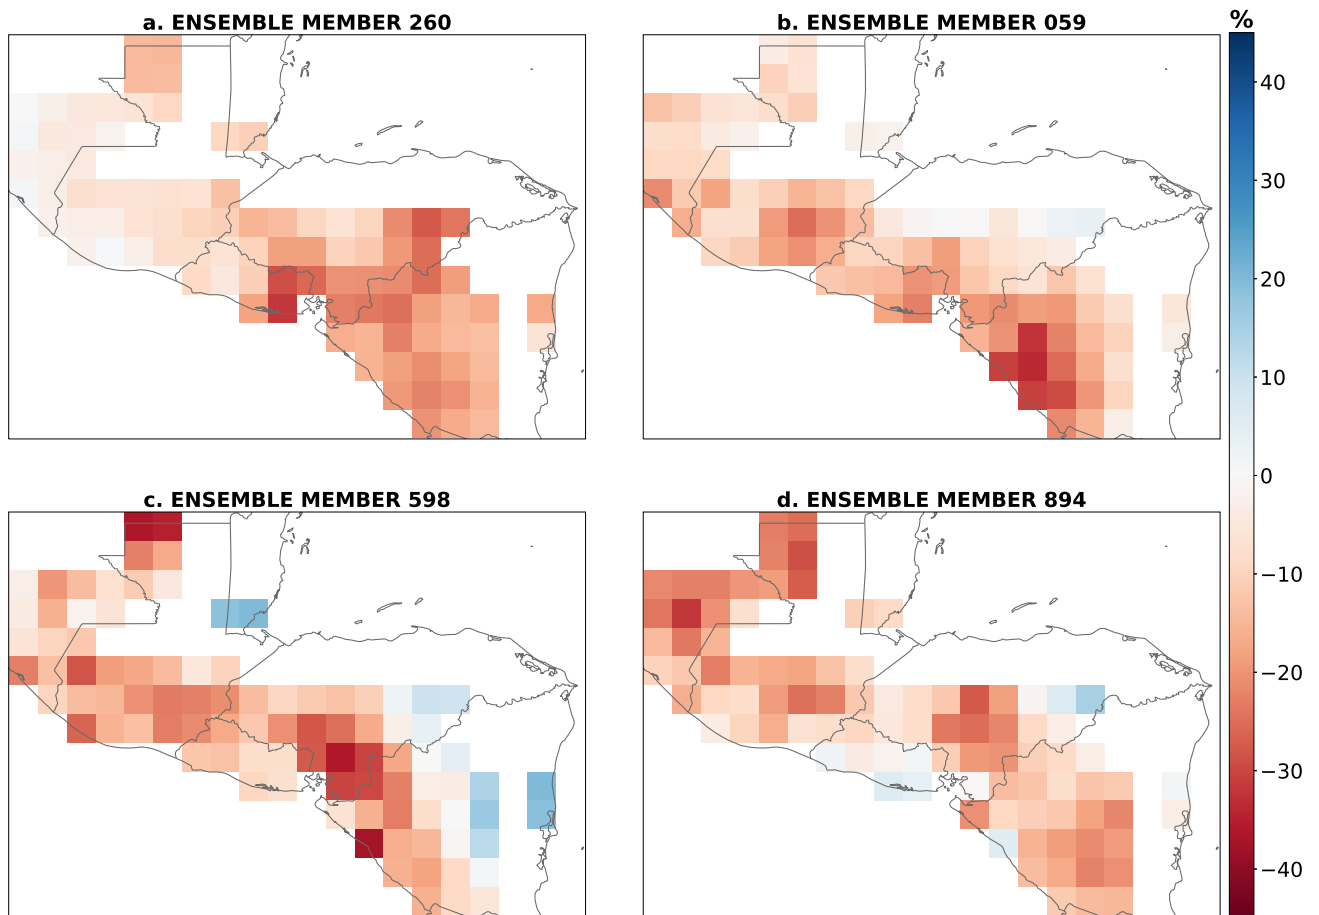 a. ENSEMBLE MEMBER 260
b. ENSEMBLE MEMBER 059
%
40
30
20
10
0
−10
−20
−30
−40
c. ENSEMBLE MEMBER 598
d. ENSEMBLE MEMBER 894